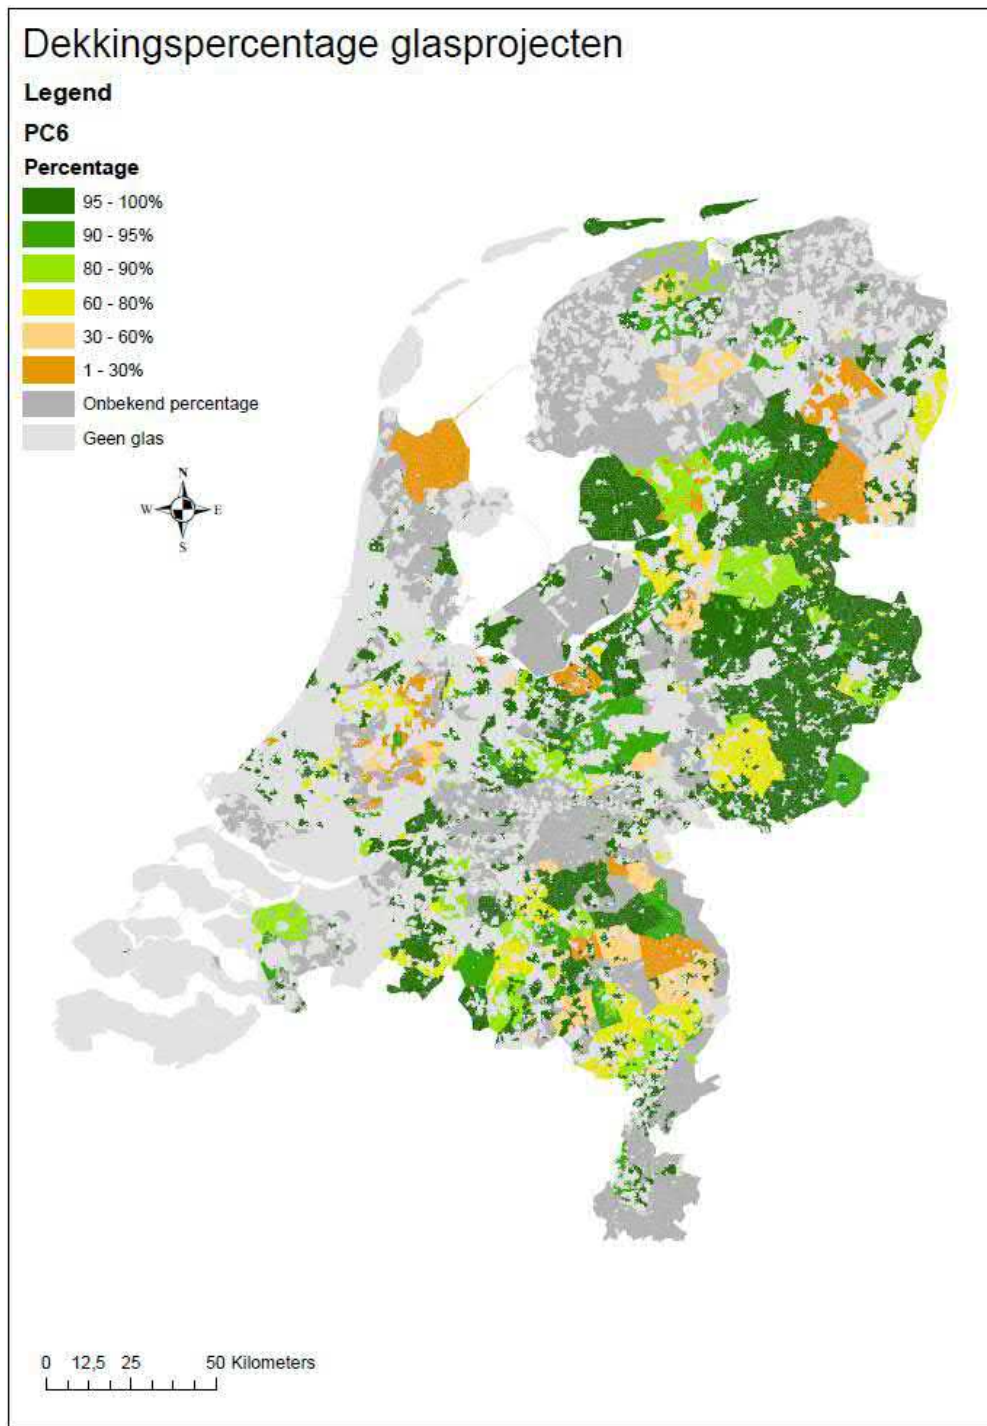 Dekkingspercentage glasprojecten
Legend
PC6
Percentage
95 - 100%
90 - 95%
80 - 90%
60 - 80%
30 - 60%
1 - 30%
Onbekend percentage
Geen glas
N
W E
S
0 12,5 25 50 Kilometers